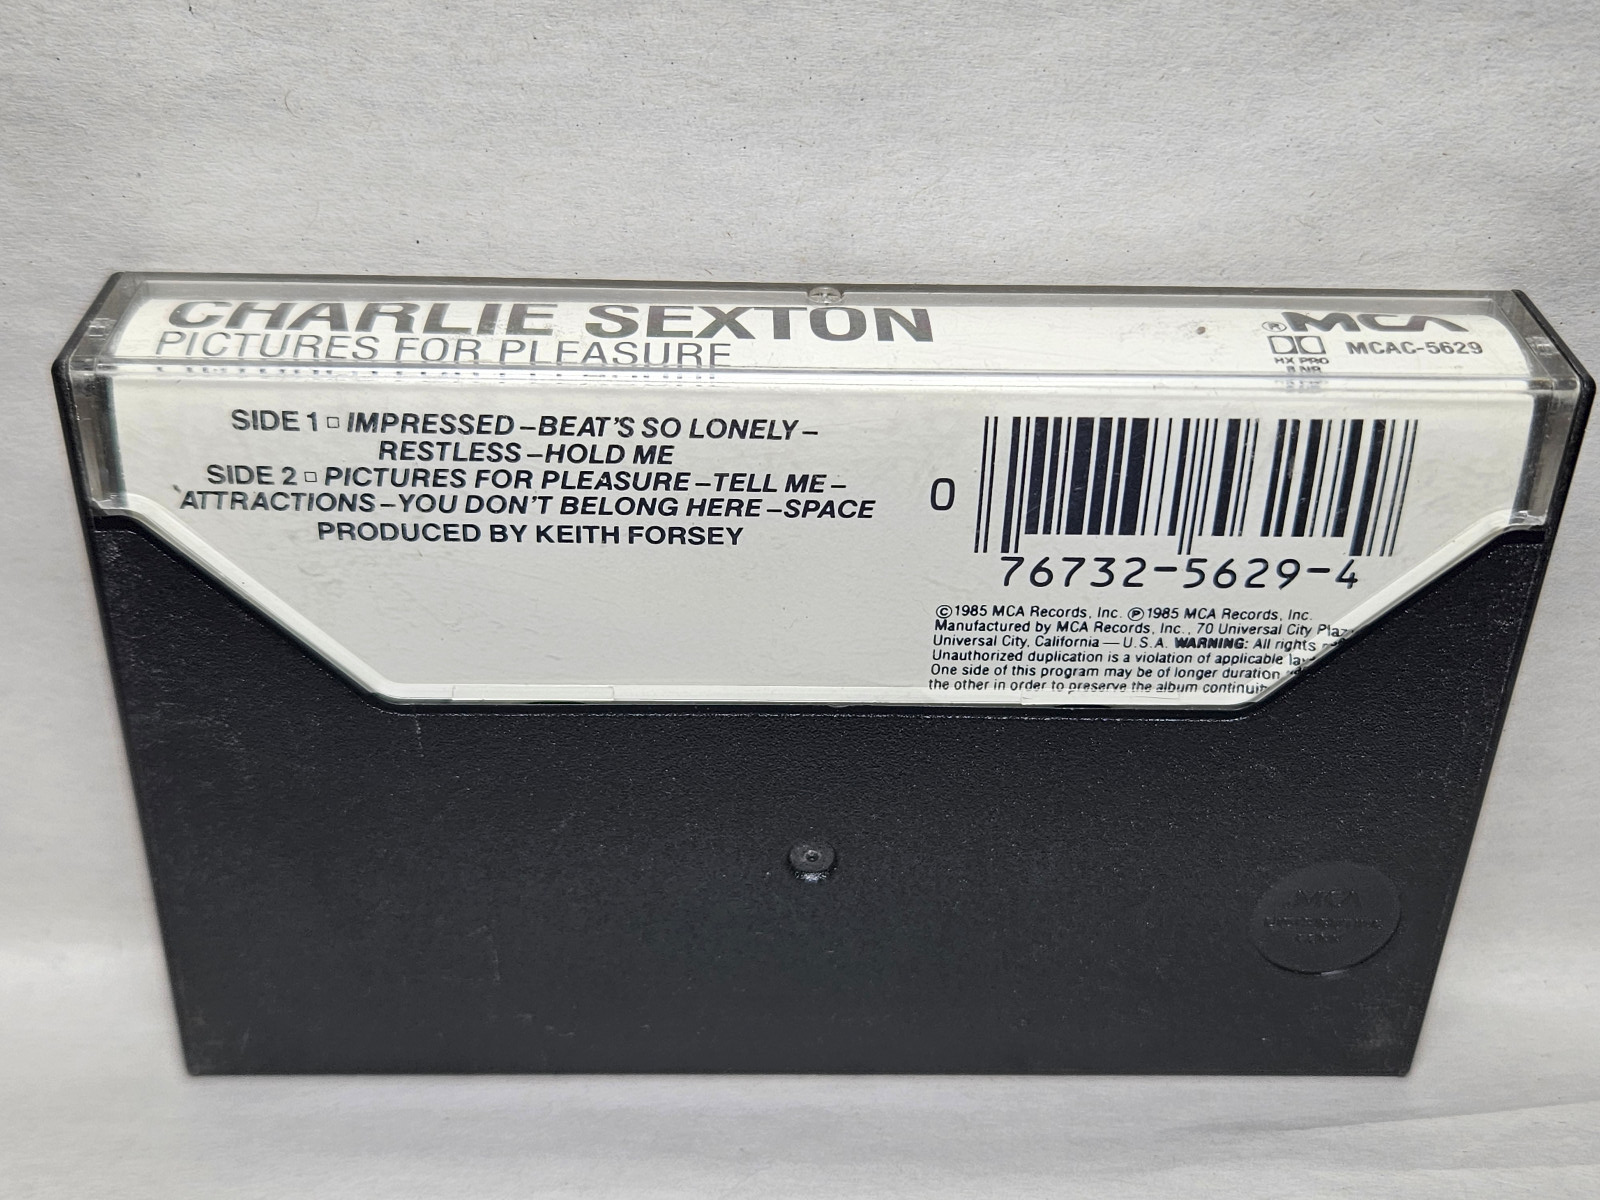 CHARLIE SEXTON
PICTURES FOR PLEASURE
® MCA
MCAC-5629
HX PRO
B NR
SIDE 1 □ IMPRESSED–BEAT'S SO LONELY–
RESTLESS–HOLD ME
SIDE 2 □ PICTURES FOR PLEASURE–TELL ME–
ATTRACTIONS–YOU DON'T BELONG HERE–SPACE
PRODUCED BY KEITH FORSEY
0 76732-5629-4
©1985 MCA Records, Inc. ℗1985 MCA Records, Inc.
Manufactured by MCA Records, Inc., 70 Universal City
Universal City, California — U.S.A. WARNING: All rights
Unauthorized duplication is a violation of applicable
One side of this program may be of longer duration
the other in order to preserve the album
MCA